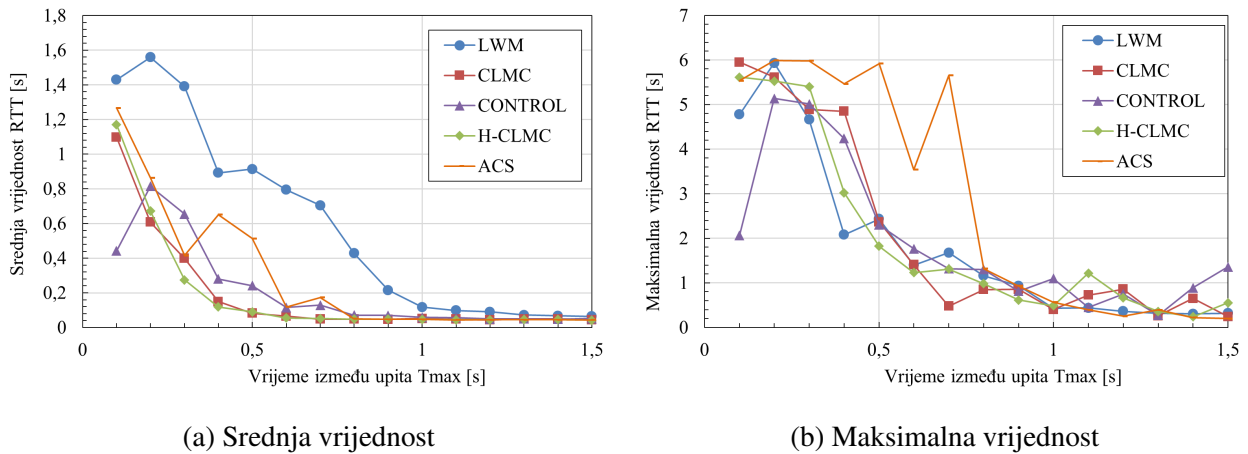 Srednja vrijednost RTT [s]
1,8
1,6
1,4
1,2
1
0,8
0,6
0,4
0,2
0
0
0,5
1
1,5
Vrijeme između upita Tmax [s]
LWM
CLMC
CONTROL
H-CLMC
ACS
(a) Srednja vrijednost
Maksimalna vrijednost RTT [s]
7
6
5
4
3
2
1
0
0
0,5
1
1,5
Vrijeme između upita Tmax [s]
LWM
CLMC
CONTROL
H-CLMC
ACS
(b) Maksimalna vrijednost